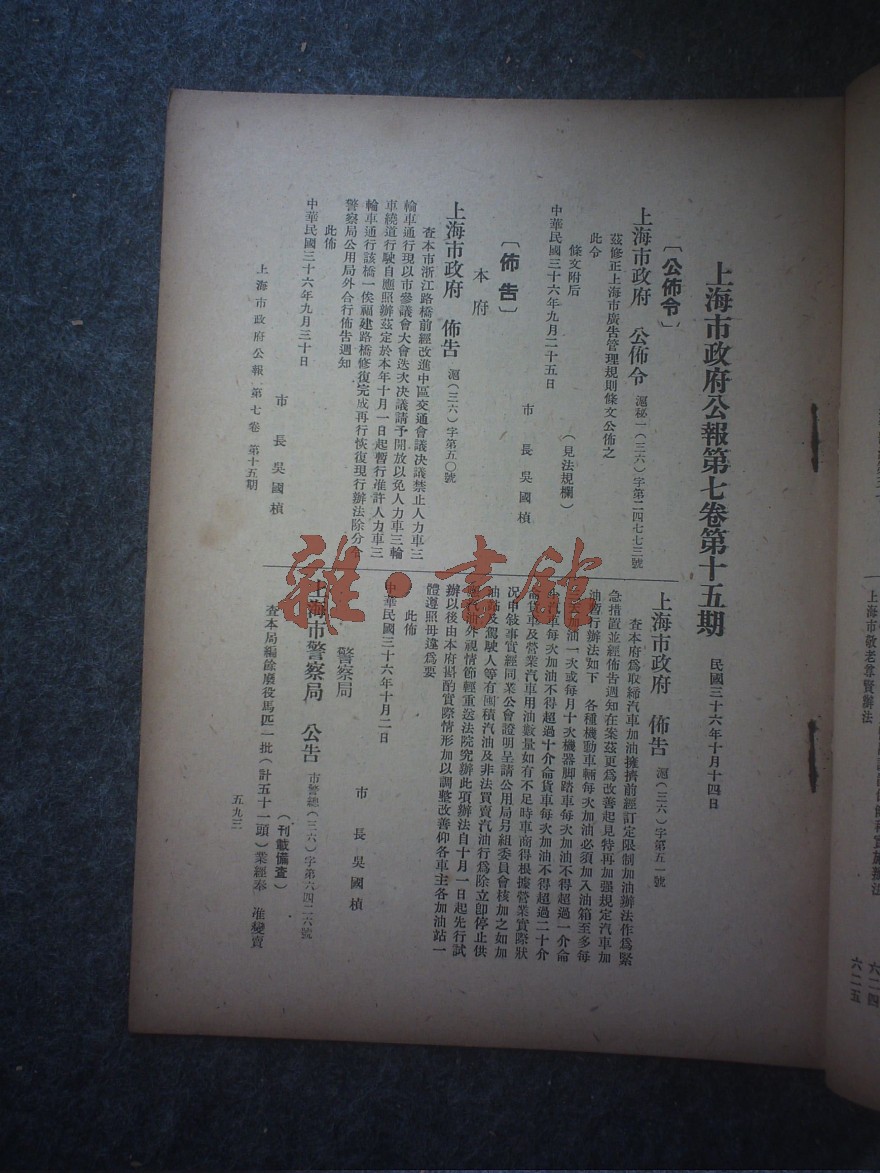 上海市政府公報第七卷第十五期 民國三十六年十月十四日
〔公佈令〕
上海市政府 公佈令 滬秘一(三六)字第二四七七三號
茲修正上海市廣告管理規則條文公佈之
此令
條文附后 (見法規欄)
中華民國三十六年九月二十五日
市 長 吳國楨
〔佈告〕
本府
上海市政府 佈告 滬(三六)字第五〇號
查本市浙江路橋前經改進中區交通會議决議禁止人力車三
輪車通行現以市參議會大會迭次决議請予開放以免人力車三輪
車繞道行駛自應照辦茲定於本年十月一日起暫行准許人力車三
輪車通行該橋一俟福建路橋修復完成再行恢復現行辦法除分令
警察局公用局外合行佈告週知
此佈
中華民國三十六年九月三十日
市 長 吳國楨
上海市政府公報 第七卷 第十五期
上海市政府 佈告 滬(三六)字第五一號
查本府為取締汽車加油擁擠前經訂定限制加油辦法作為緊
急措置並經佈告週知在案茲更為改善起見特再加强規定汽車加
油暫行辦法如下 各種機動車輛每次加油必須加入油箱至多每
加油一次或每月十次機器脚踏車每次加油不得超過一介侖
汽車每次加油不得超過十介侖貨車每次加油不得超過二十介
貨車及營業汽車用油數量如有不足時車商得根據營業實際狀
况申敍事實經同業公會證明呈請公用局另組委員會核加之如加
油站及駕駛人等有囤積汽油及非法買賣汽油行為除立即停止供
汽油外視情節輕重送法院究辦此項辦法自十月一日起先行試
辦以後由本府斟酌實際情形加以調整改善仰各車主各加油站一
體遵照毋違為要
此佈
中華民國三十六年十月二日
市 長 吳國楨
警察局
上海市警察局 公告 市警總(三六)字第六四二六號
(刊載備查)
查本局編餘廢役馬匹一批(計五十一頭)業經奉 准變賣
五九三
上海市敬老尊賢辦法
六二四
六二五
雜·書館